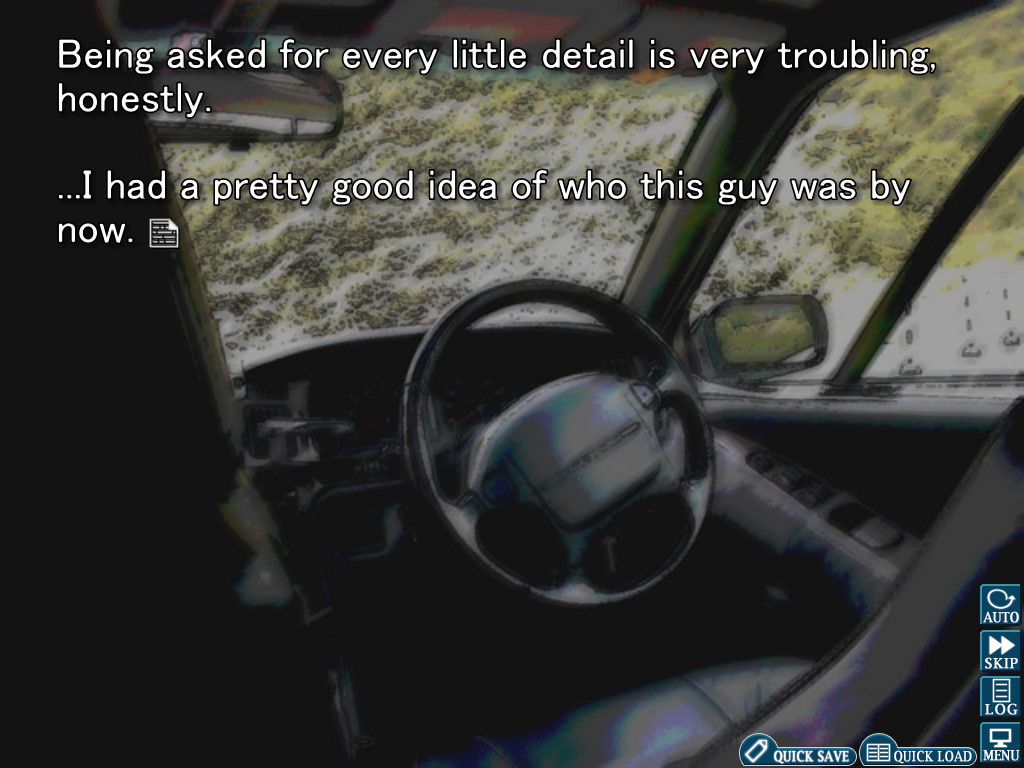 Being asked for every little detail is very troubling,
honestly.
...I had a pretty good idea of who this guy was by
now.
AUTO
SKIP
LOG
MENU
QUICK SAVE
QUICK LOAD